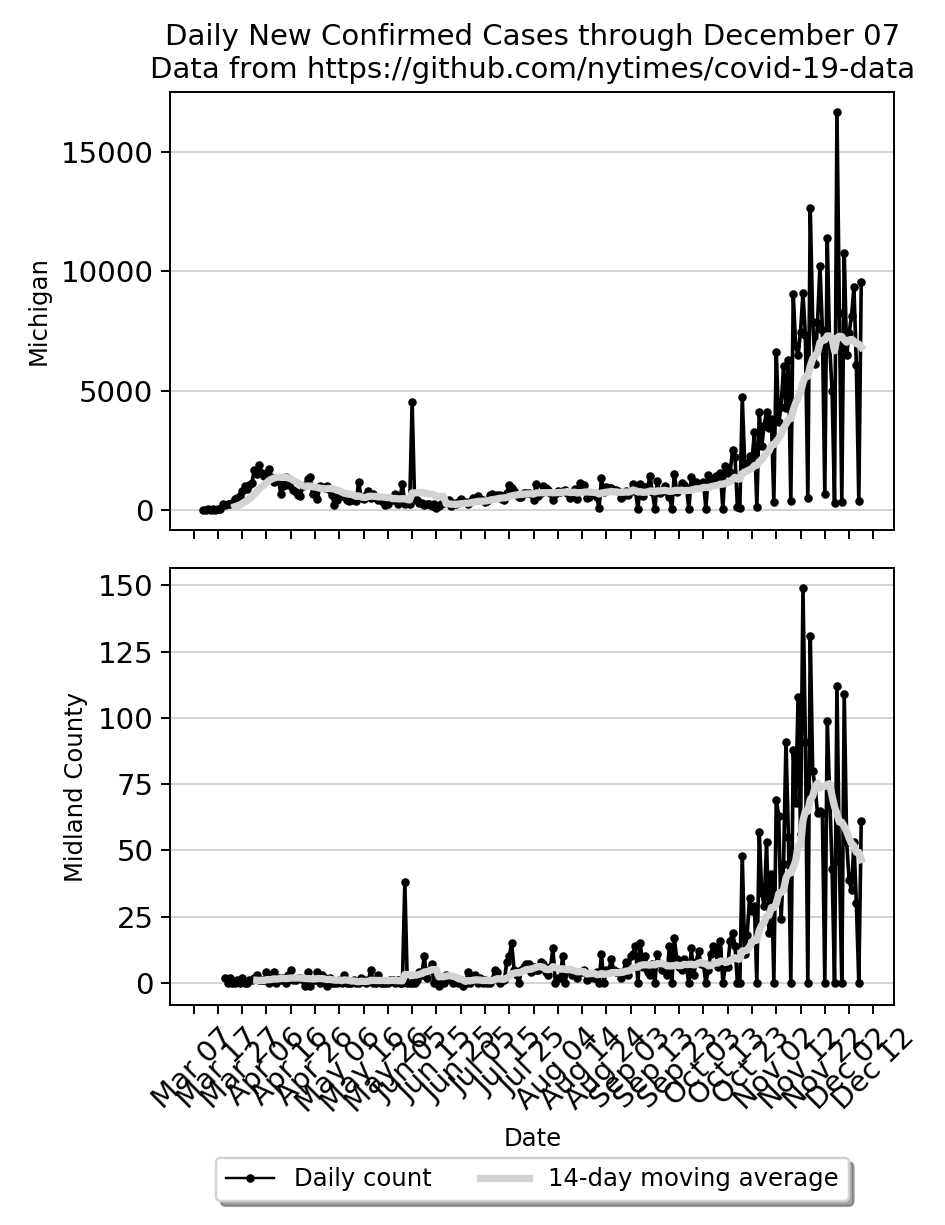 Daily New Confirmed Cases through December 07
Data from https://github.com/nytimes/covid-19-data
Michigan
15000
10000
5000
0
Midland County
150
125
100
75
50
25
0
Mar 07
Mar 17
Mar 27
Apr 06
Apr 16
Apr 26
May 06
May 16
May 26
Jun 05
Jun 15
Jun 25
Jul 05
Jul 15
Jul 25
Aug 04
Aug 14
Aug 24
Sep 03
Sep 13
Sep 23
Oct 03
Oct 13
Oct 23
Nov 02
Nov 12
Nov 22
Dec 02
Dec 12
Date
Daily count
14-day moving average